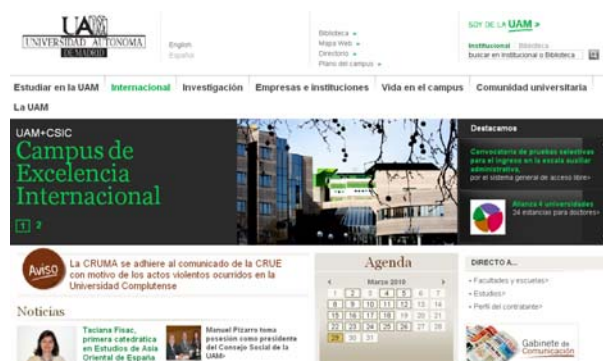 UAM
UNIVERSIDAD AUTONOMA
DE MADRID
English
Español
Biblioteca
Mapa Web
Directorio
Plano del campus
SOY DE LA UAM »
Institucional Biblioteca
buscar en Institucional o Biblioteca
Estudiar en la UAM Internacional Investigación Empresas e instituciones Vida en el campus Comunidad universitaria
La UAM
UAM+CSIC
Campus de
Excelencia
Internacional
1 2
Destacamos
Convocatoria de pruebas selectivas
para el ingreso en la escala auxiliar
administrativa,
por el sistema general de acceso libre»
Alianza 4 universidades
24 estancias para doctores»
Aviso
La CRUMA se adhiere al comunicado de la CRUE
con motivo de los actos violentos ocurridos en la
Universidad Complutense
Agenda
‹ Marzo 2010 ›
1 2 3 4 5 6 7
8 9 10 11 12 13 14
15 16 17 18 19 20 21
22 23 24 25 26 27 28
29 30 31
DIRECTO A...
Facultades y escuelas»
Estudios»
Perfil del contratante»
Noticias
Taciana Fisac,
primera catedrática
en Estudios de Asia
Oriental de España
Manuel Pizarro toma
posesión como presidente
del Consejo Social de la
UAM»
Gabinete de
Comunicación